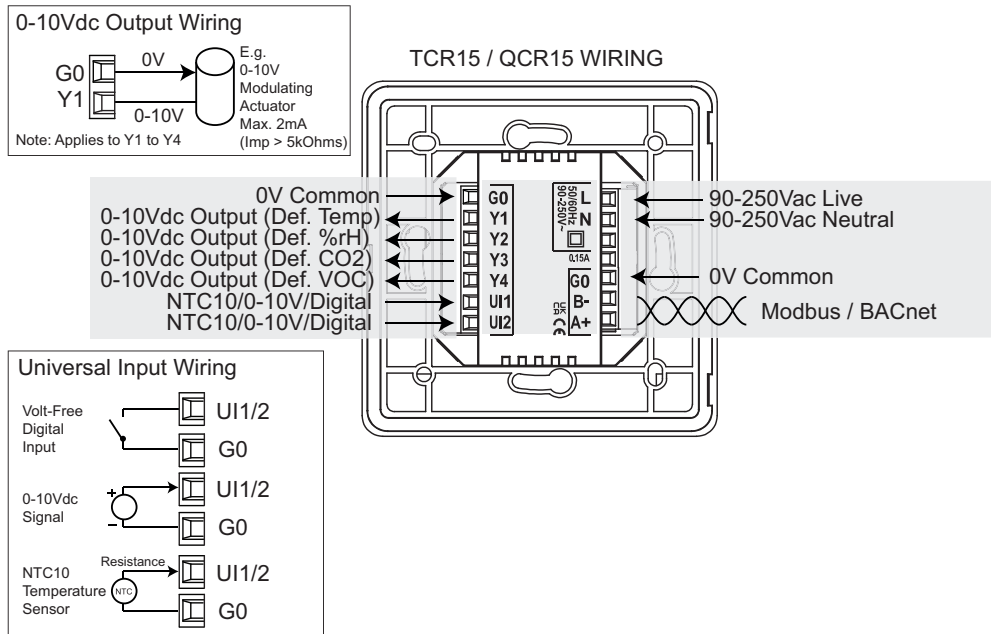 0-10Vdc Output Wiring
G0
0V
Y1
0-10V
E.g.
0-10V
Modulating
Actuator
Max. 2mA
(Imp > 5kOhms)
Note: Applies to Y1 to Y4
TCR15 / QCR15 WIRING
0V Common
0-10Vdc Output (Def. Temp)
0-10Vdc Output (Def. %rH)
0-10Vdc Output (Def. CO2)
0-10Vdc Output (Def. VOC)
NTC10/0-10V/Digital
NTC10/0-10V/Digital
G0
Y1
Y2
Y3
Y4
UI1
UI2
50/60Hz
90-250V~
L
N
0.15A
G0
B-
A+
UK
CA
CE
90-250Vac Live
90-250Vac Neutral
0V Common
Modbus / BACnet
Universal Input Wiring
Volt-Free
Digital
Input
UI1/2
G0
0-10Vdc
Signal
+
–
UI1/2
G0
NTC10
Temperature
Sensor
Resistance
NTC
UI1/2
G0